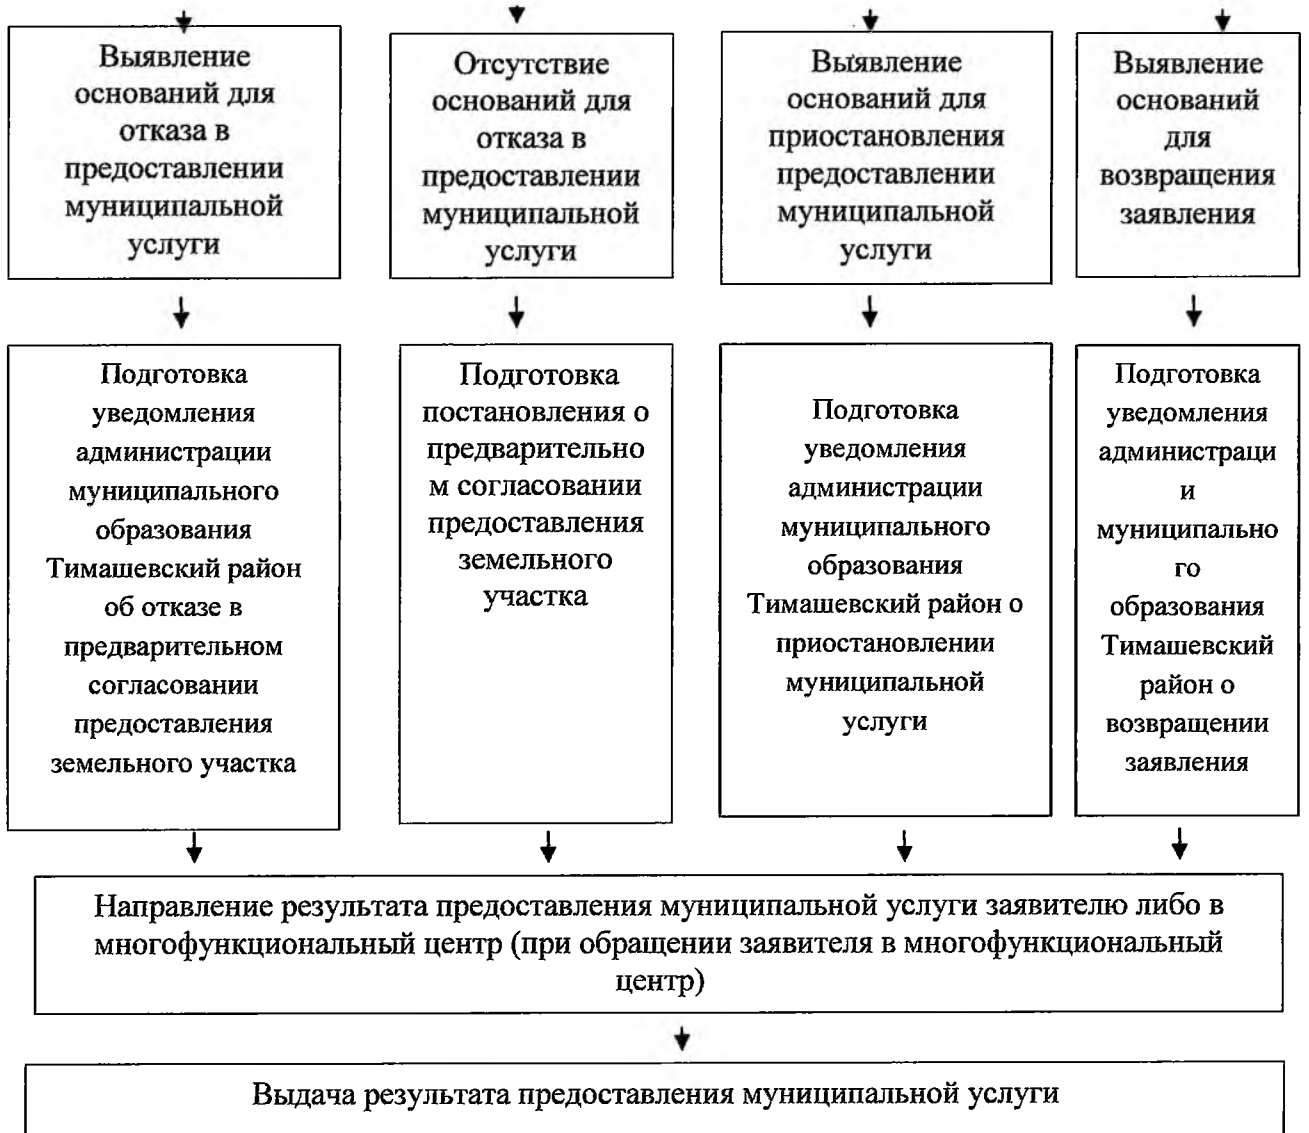 Выявление
оснований для
отказа в
предоставлении
муниципальной
услуги
Отсутствие
оснований для
отказа в
предоставлении
муниципальной
услуги
Выявление
оснований для
приостановления
предоставлении
муниципальной
услуги
Выявление
оснований
для
возвращения
заявления
Подготовка
уведомления
администрации
муниципального
образования
Тимашевский район
об отказе в
предварительном
согласовании
предоставления
земельного участка
Подготовка
постановления о
предварительно
м согласовании
предоставления
земельного
участка
Подготовка
уведомления
администрации
муниципального
образования
Тимашевский район о
приостановлении
муниципальной
услуги
Подготовка
уведомления
администраци
и
муниципально
го
образования
Тимашевский
район о
возвращении
заявления
Направление результата предоставления муниципальной услуги заявителю либо в
многофункциональный центр (при обращении заявителя в многофункциональный
центр)
Выдача результата предоставления муниципальной услуги